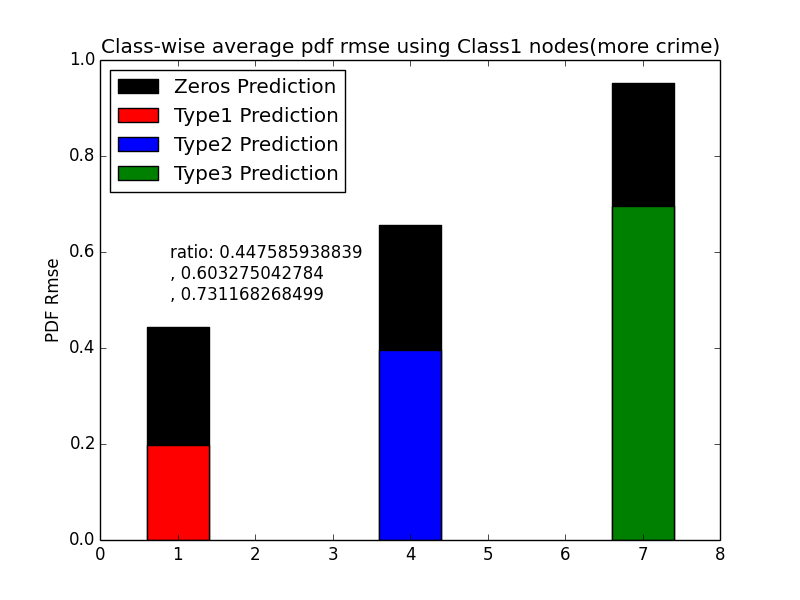 Class-wise average pdf rmse using Class1 nodes(more crime)
Zeros Prediction
Type1 Prediction
Type2 Prediction
Type3 Prediction
ratio: 0.447585938839
, 0.603275042784
, 0.731168268499
PDF Rmse
1.0
0.8
0.6
0.4
0.2
0.0
0 1 2 3 4 5 6 7 8